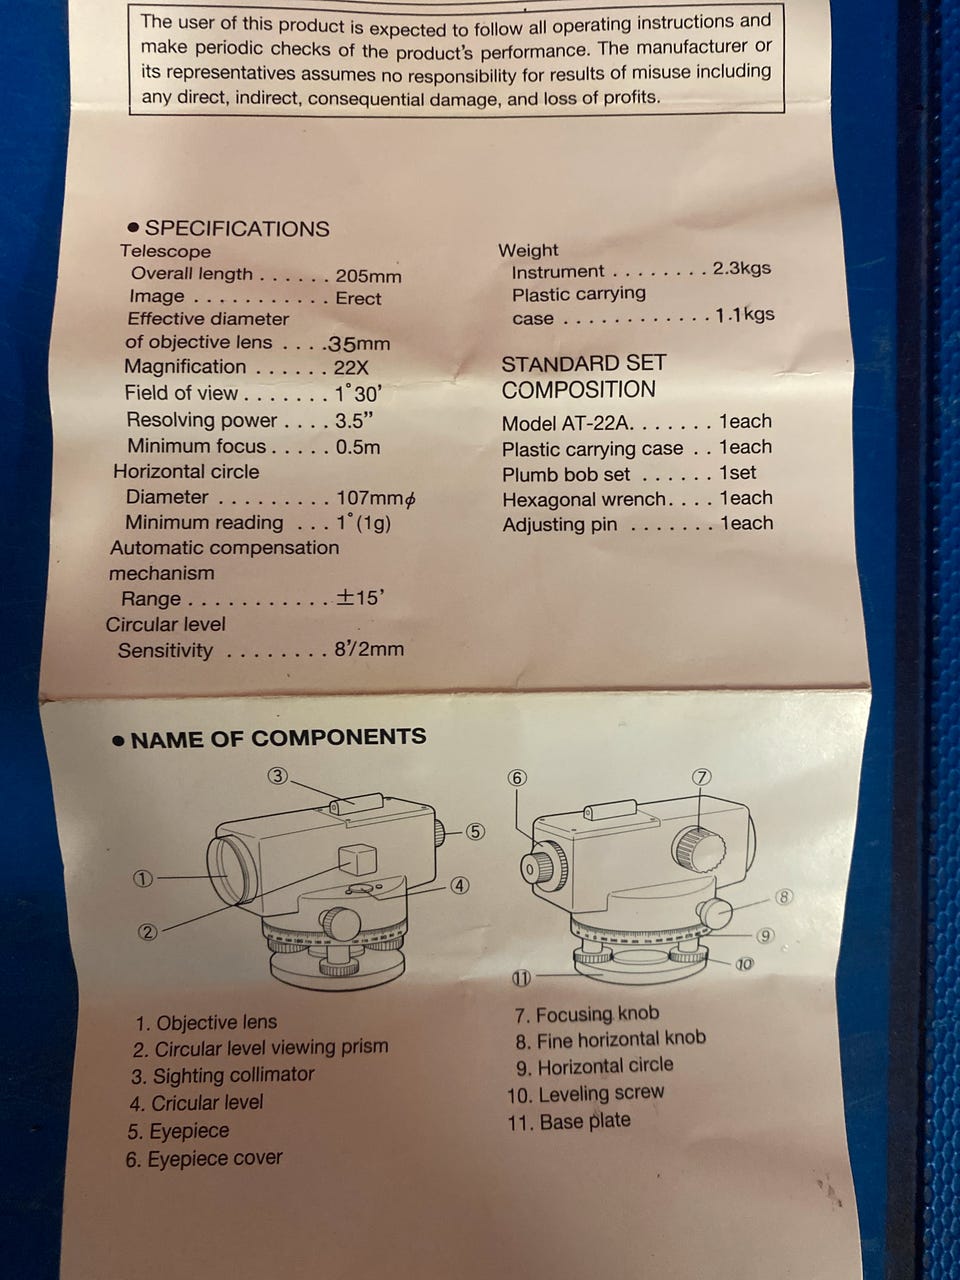 The user of this product is expected to follow all operating instructions and
make periodic checks of the product's performance. The manufacturer or
its representatives assumes no responsibility for results of misuse including
any direct, indirect, consequential damage, and loss of profits.
● SPECIFICATIONS
Telescope
Overall length . . . . . . 205mm
Image . . . . . . . . . . . Erect
Effective diameter
of objective lens . . . .35mm
Magnification . . . . . . 22X
Field of view . . . . . . . 1°30'
Resolving power . . . . 3.5"
Minimum focus . . . . . 0.5m
Horizontal circle
Diameter . . . . . . . . . 107mmϕ
Minimum reading . . . 1°(1g)
Automatic compensation
mechanism
Range . . . . . . . . . . . ±15'
Circular level
Sensitivity . . . . . . . . 8'/2mm
Weight
Instrument . . . . . . . . 2.3kgs
Plastic carrying
case . . . . . . . . . . . . 1.1kgs
STANDARD SET
COMPOSITION
Model AT-22A. . . . . . . 1each
Plastic carrying case . . 1each
Plumb bob set . . . . . . 1set
Hexagonal wrench. . . . 1each
Adjusting pin . . . . . . . 1each
● NAME OF COMPONENTS
③
⑤
①
④
②
⑥
⑦
⑧
⑨
⑩
⑪
1. Objective lens
2. Circular level viewing prism
3. Sighting collimator
4. Cricular level
5. Eyepiece
6. Eyepiece cover
7. Focusing knob
8. Fine horizontal knob
9. Horizontal circle
10. Leveling screw
11. Base plate